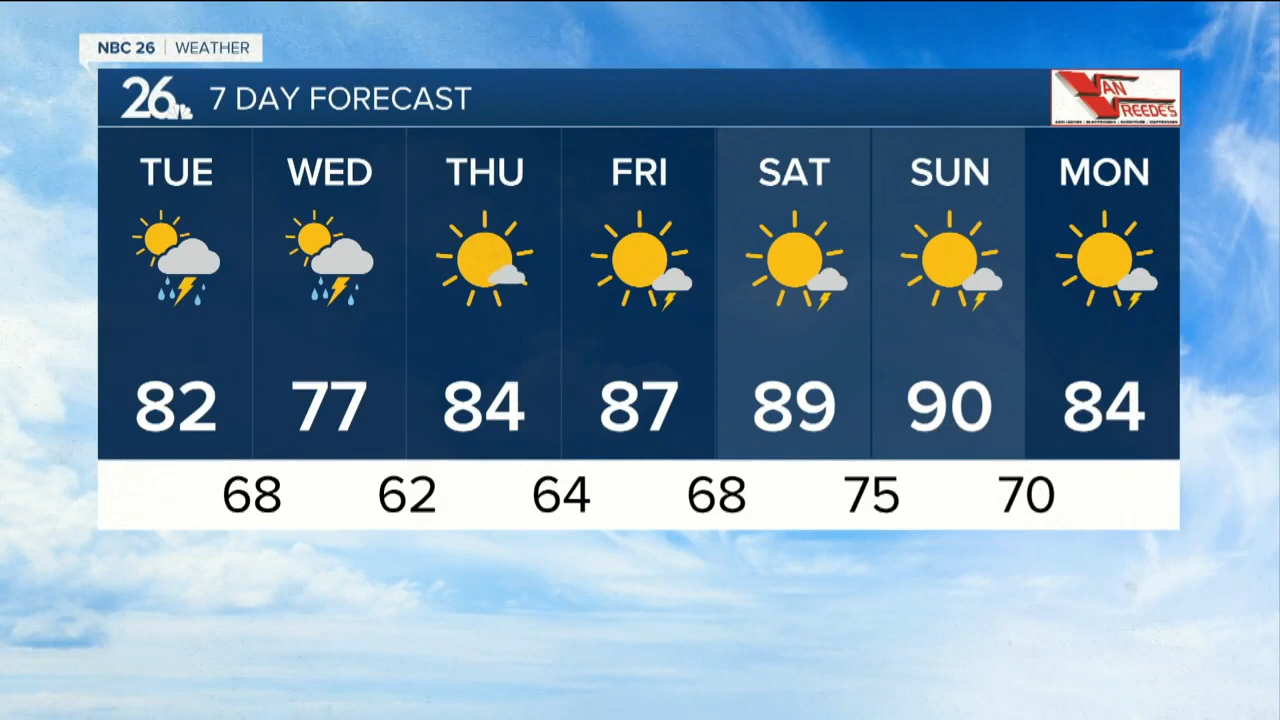 NBC 26 | WEATHER
26 7 DAY FORECAST
VAN VREEDE'S
TUE WED THU FRI SAT SUN MON
82 77 84 87 89 90 84
68 62 64 68 75 70